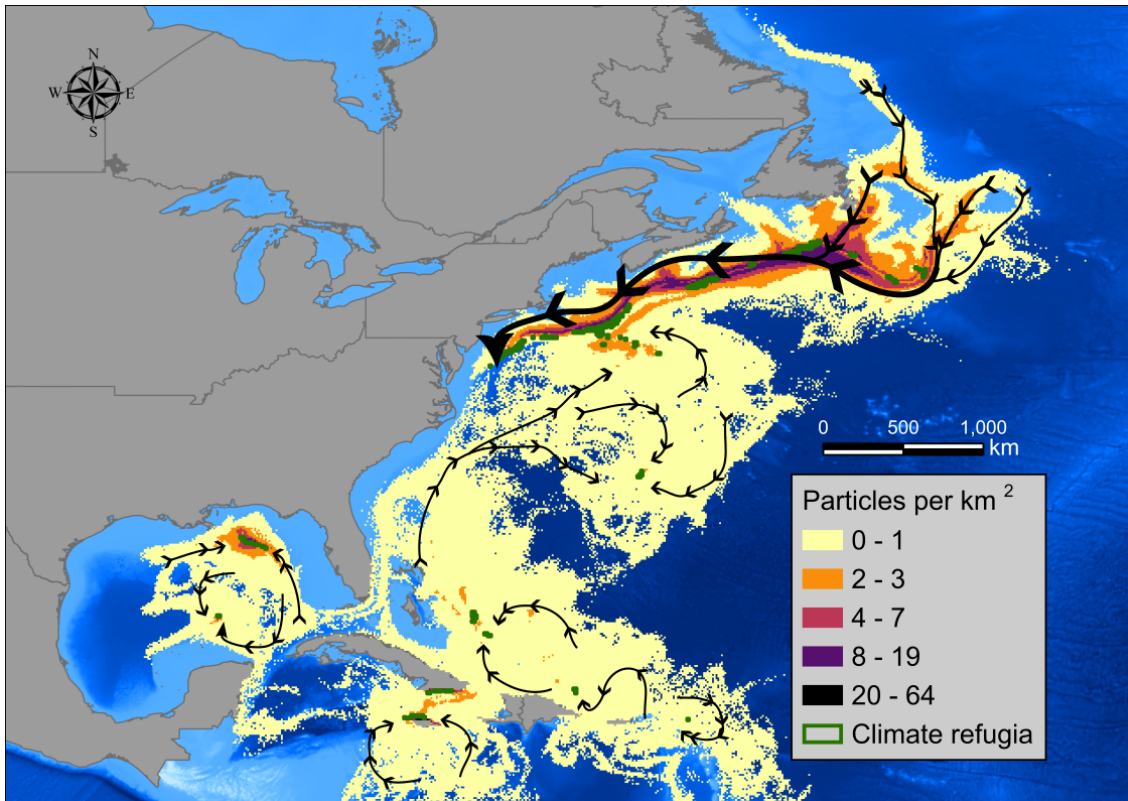 N
W E
S
0 500 1,000
km
Particles per km 2
0 - 1
2 - 3
4 - 7
8 - 19
20 - 64
Climate refugia